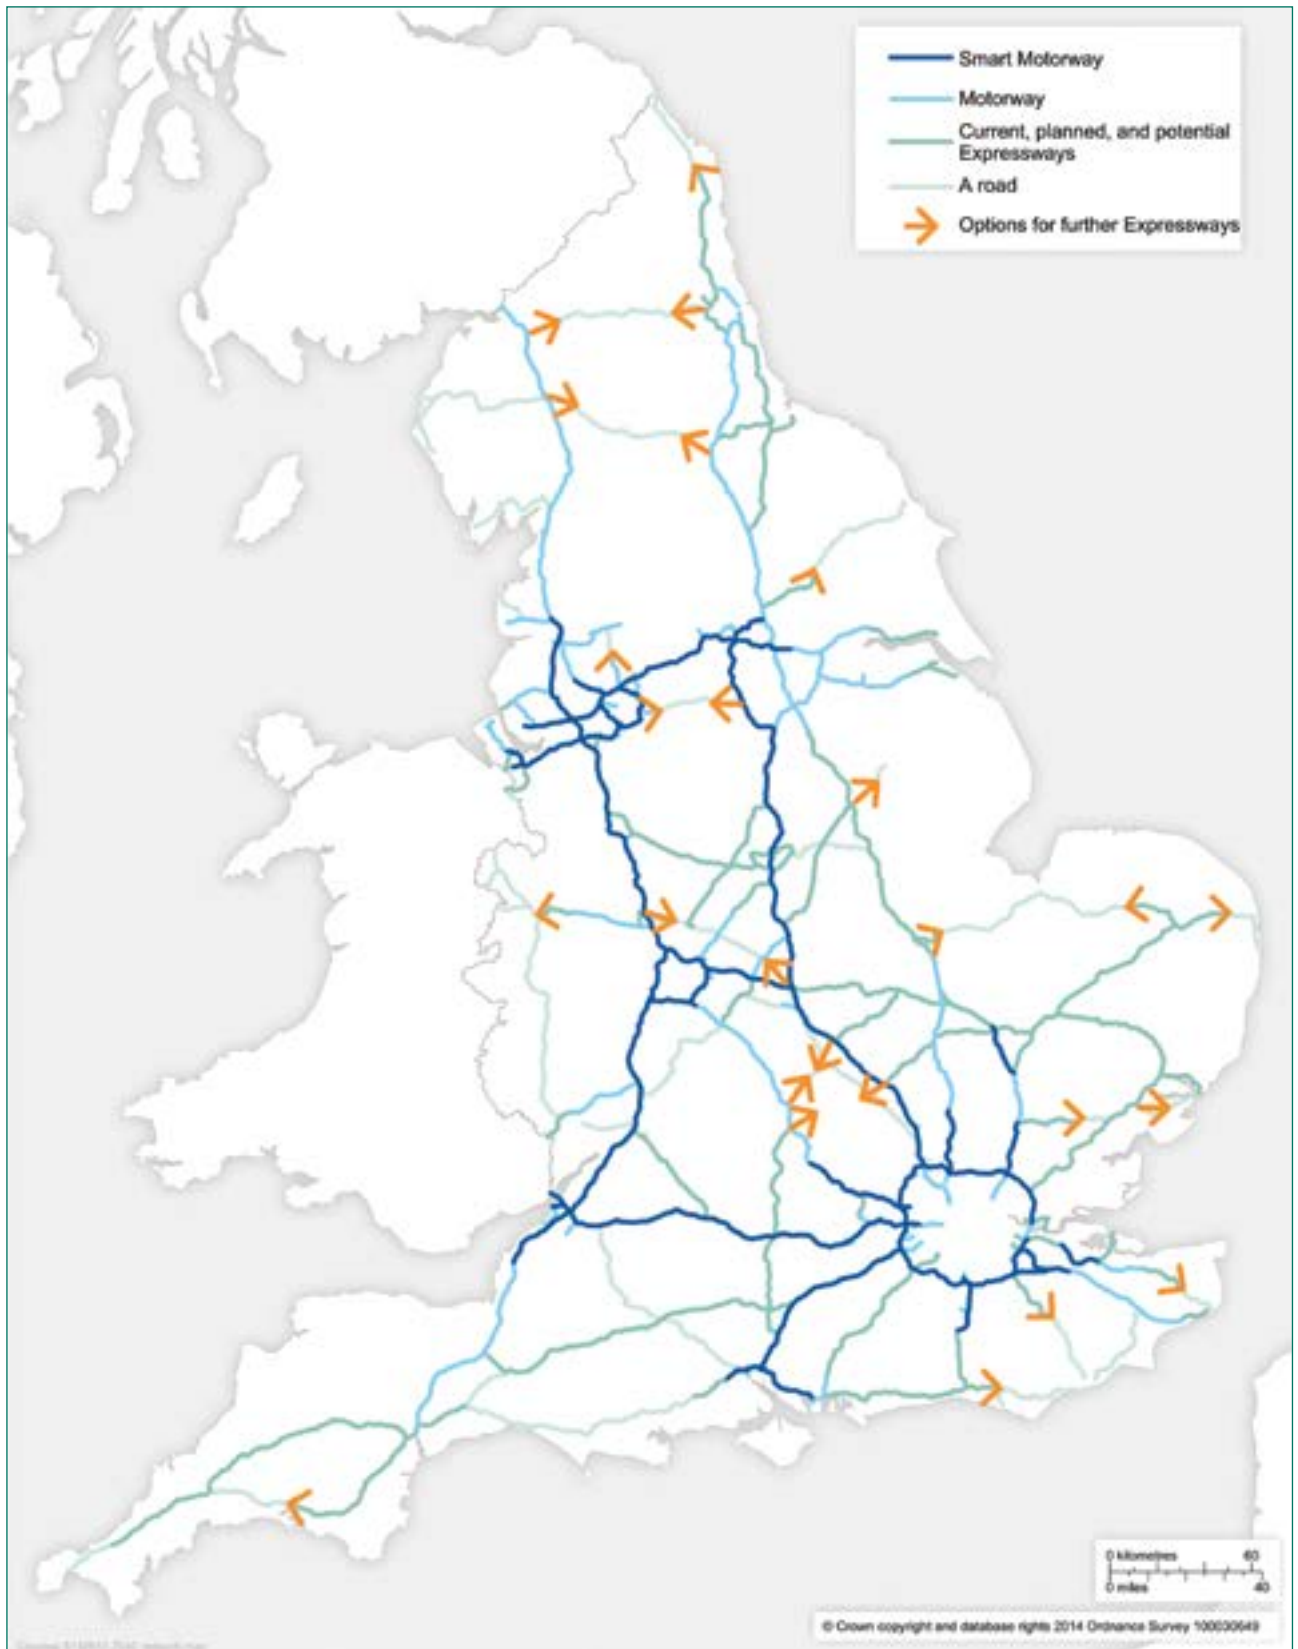 Smart Motorway
Motorway
Current, planned, and potential
Expressways
A road
Options for further Expressways
0 kilometres 60
0 miles 40
© Crown copyright and database rights 2014 Ordnance Survey 100030649